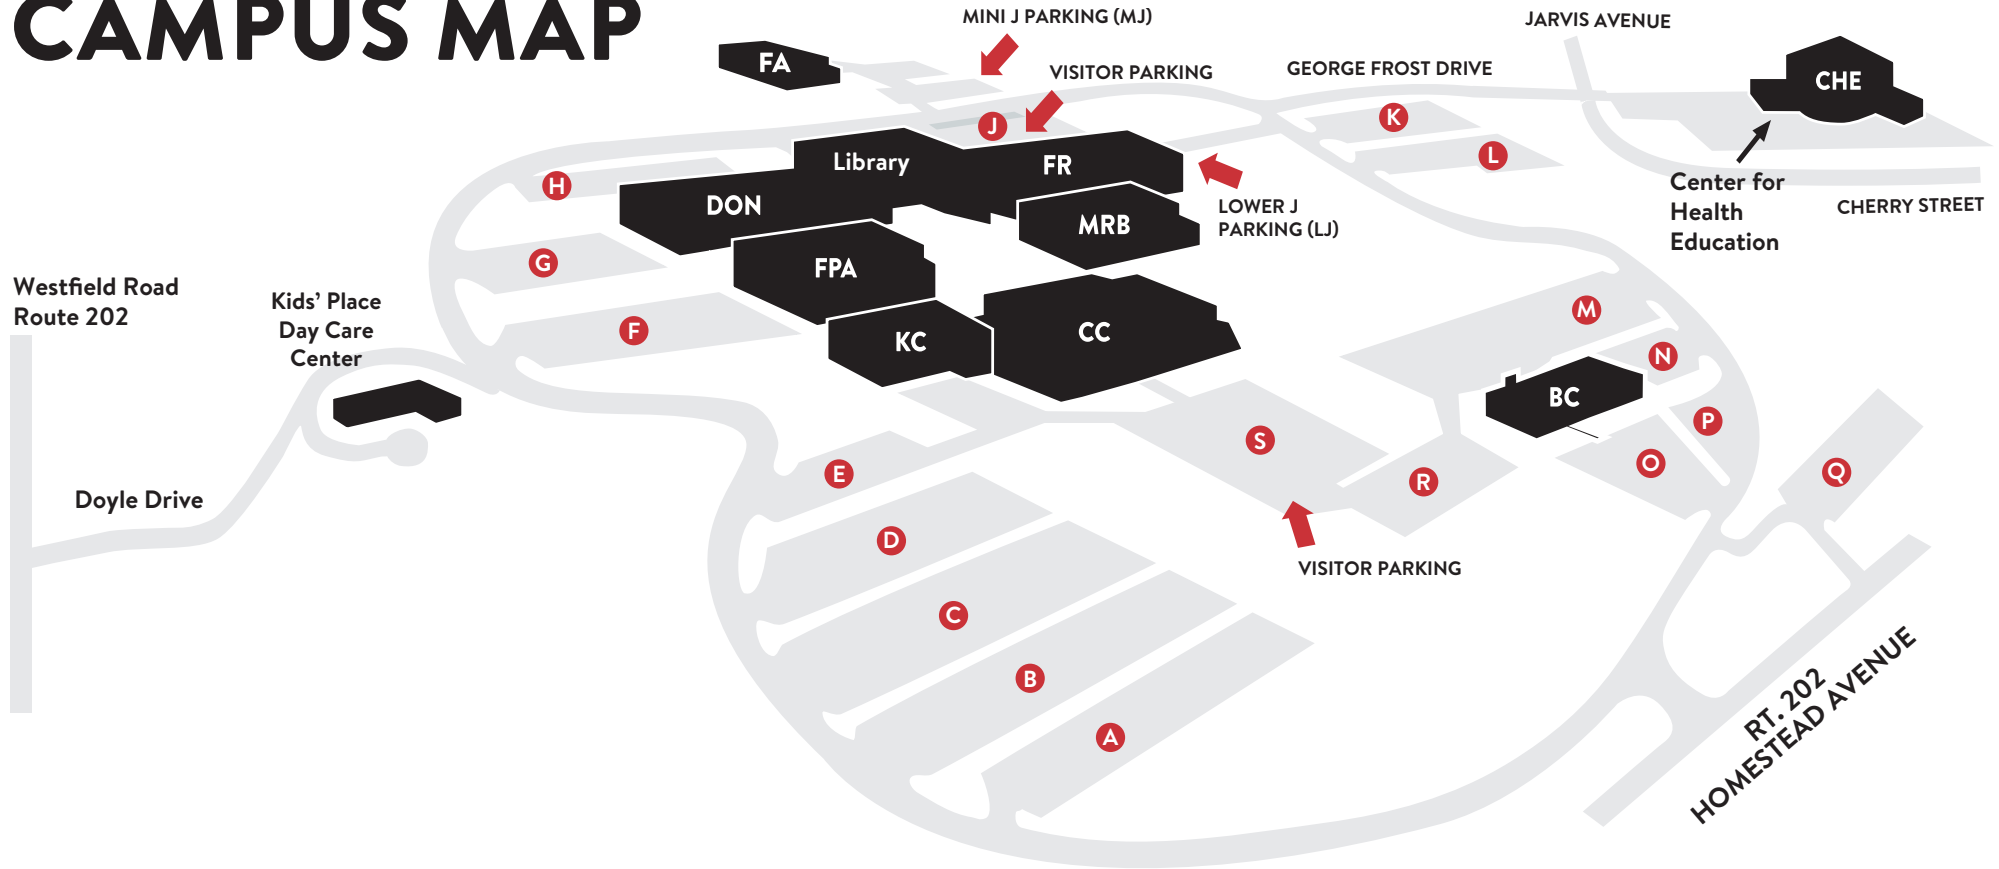 CAMPUS MAP
MINI J PARKING (MJ)
JARVIS AVENUE
FA
VISITOR PARKING
GEORGE FROST DRIVE
CHE
J
K
Library
FR
L
H
Center for
Health
Education
DON
LOWER J
PARKING (LJ)
CHERRY STREET
MRB
G
FPA
Westfield Road
Route 202
Kids’ Place
Day Care
Center
M
F
CC
KC
N
BC
P
S
E
O
Q
R
Doyle Drive
D
VISITOR PARKING
C
B
RT. 202
HOMESTEAD AVENUE
A